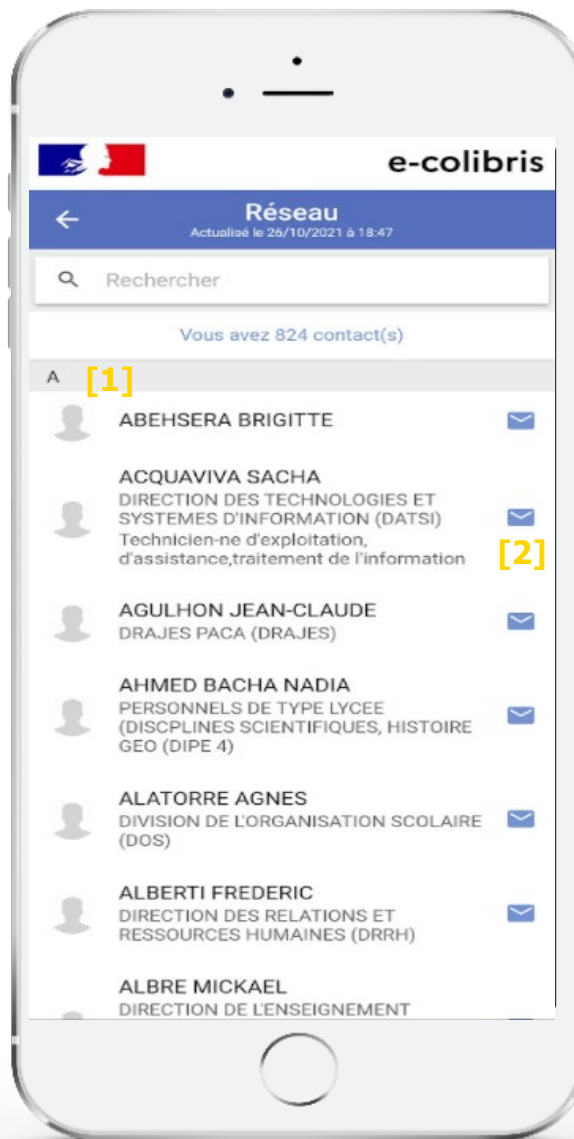 e-colibris
Réseau
Actualisé le 26/10/2021 à 18:47
Rechercher
Vous avez 824 contact(s)
A [1]
ABEHSERA BRIGITTE
ACQUAVIVA SACHA
DIRECTION DES TECHNOLOGIES ET
SYSTEMES D'INFORMATION (DATSI)
Technicien-ne d'exploitation,
d'assistance,traitement de l'information
[2]
AGULHON JEAN-CLAUDE
DRAJES PACA (DRAJES)
AHMED BACHA NADIA
PERSONNELS DE TYPE LYCEE
(DISCPLINES SCIENTIFIQUES, HISTOIRE
GEO (DIPE 4)
ALATORRE AGNES
DIVISION DE L'ORGANISATION SCOLAIRE
(DOS)
ALBERTI FREDERIC
DIRECTION DES RELATIONS ET
RESSOURCES HUMAINES (DRRH)
ALBRE MICKAEL
DIRECTION DE L'ENSEIGNEMENT